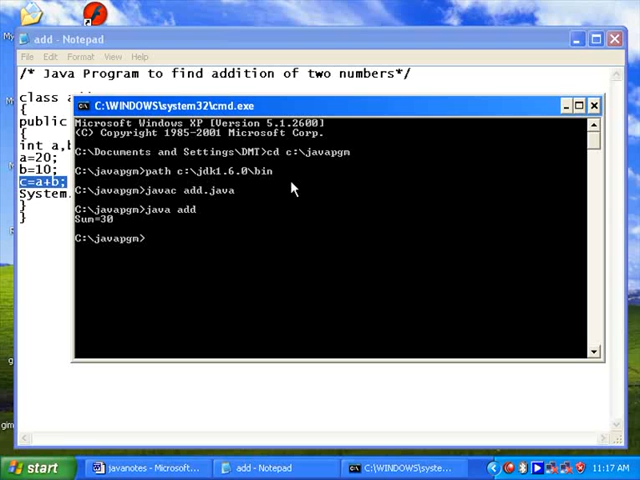 add - Notepad
File Edit Format View Help
/* Java Program to find addition of two numbers*/
class a
{
public
{
int a,b
a=20;
b=10;
c=a+b;
System.
}
}
C:\WINDOWS\system32\cmd.exe
Microsoft Windows XP [Version 5.1.2600]
(C) Copyright 1985-2001 Microsoft Corp.
C:\Documents and Settings\DMT>cd c:\javapgm
C:\javapgm>path c:\jdk1.6.0\bin
C:\javapgm>javac add.java
C:\javapgm>java add
Sum=30
C:\javapgm>
start
javanotes - Microsoft...
add - Notepad
C:\WINDOWS\syste...
11:17 AM